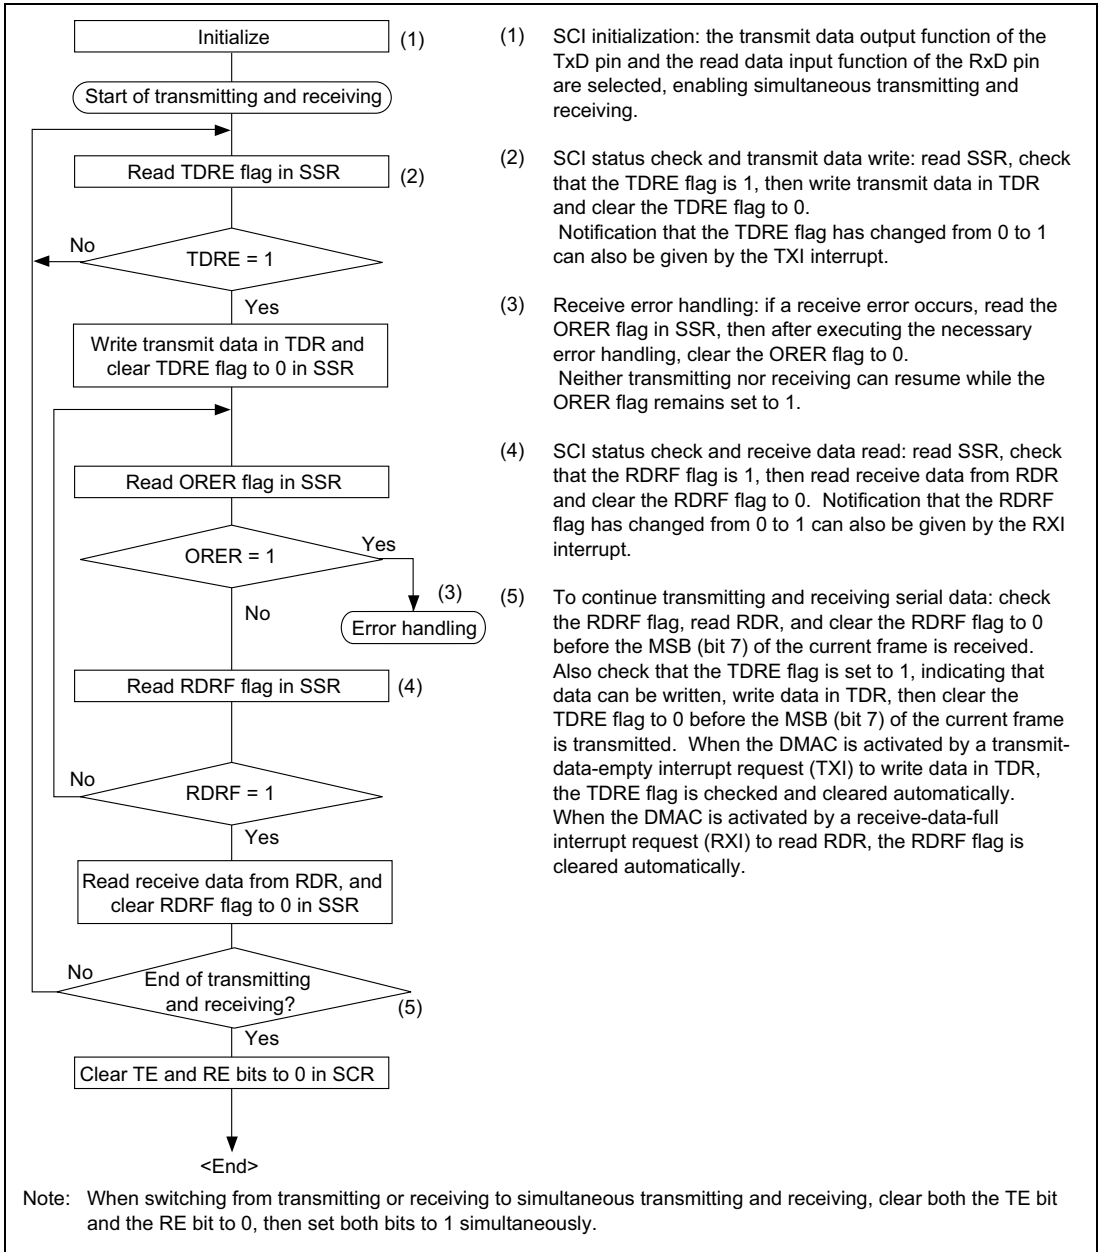 Initialize
(1)
Start of transmitting and receiving
Read TDRE flag in SSR
(2)
No
TDRE = 1
Yes
Write transmit data in TDR and
clear TDRE flag to 0 in SSR
Read ORER flag in SSR
ORER = 1
Yes
No
(3)
Error handling
Read RDRF flag in SSR
(4)
No
RDRF = 1
Yes
Read receive data from RDR, and
clear RDRF flag to 0 in SSR
No
End of transmitting
and receiving?
(5)
Yes
Clear TE and RE bits to 0 in SCR
<End>
(1) SCI initialization: the transmit data output function of the
TxD pin and the read data input function of the RxD pin
are selected, enabling simultaneous transmitting and
receiving.
(2) SCI status check and transmit data write: read SSR, check
that the TDRE flag is 1, then write transmit data in TDR
and clear the TDRE flag to 0.
Notification that the TDRE flag has changed from 0 to 1
can also be given by the TXI interrupt.
(3) Receive error handling: if a receive error occurs, read the
ORER flag in SSR, then after executing the necessary
error handling, clear the ORER flag to 0.
Neither transmitting nor receiving can resume while the
ORER flag remains set to 1.
(4) SCI status check and receive data read: read SSR, check
that the RDRF flag is 1, then read receive data from RDR
and clear the RDRF flag to 0. Notification that the RDRF
flag has changed from 0 to 1 can also be given by the RXI
interrupt.
(5) To continue transmitting and receiving serial data: check
the RDRF flag, read RDR, and clear the RDRF flag to 0
before the MSB (bit 7) of the current frame is received.
Also check that the TDRE flag is set to 1, indicating that
data can be written, write data in TDR, then clear the
TDRE flag to 0 before the MSB (bit 7) of the current frame
is transmitted. When the DMAC is activated by a transmit-
data-empty interrupt request (TXI) to write data in TDR,
the TDRE flag is checked and cleared automatically.
When the DMAC is activated by a receive-data-full
interrupt request (RXI) to read RDR, the RDRF flag is
cleared automatically.
Note: When switching from transmitting or receiving to simultaneous transmitting and receiving, clear both the TE bit
and the RE bit to 0, then set both bits to 1 simultaneously.